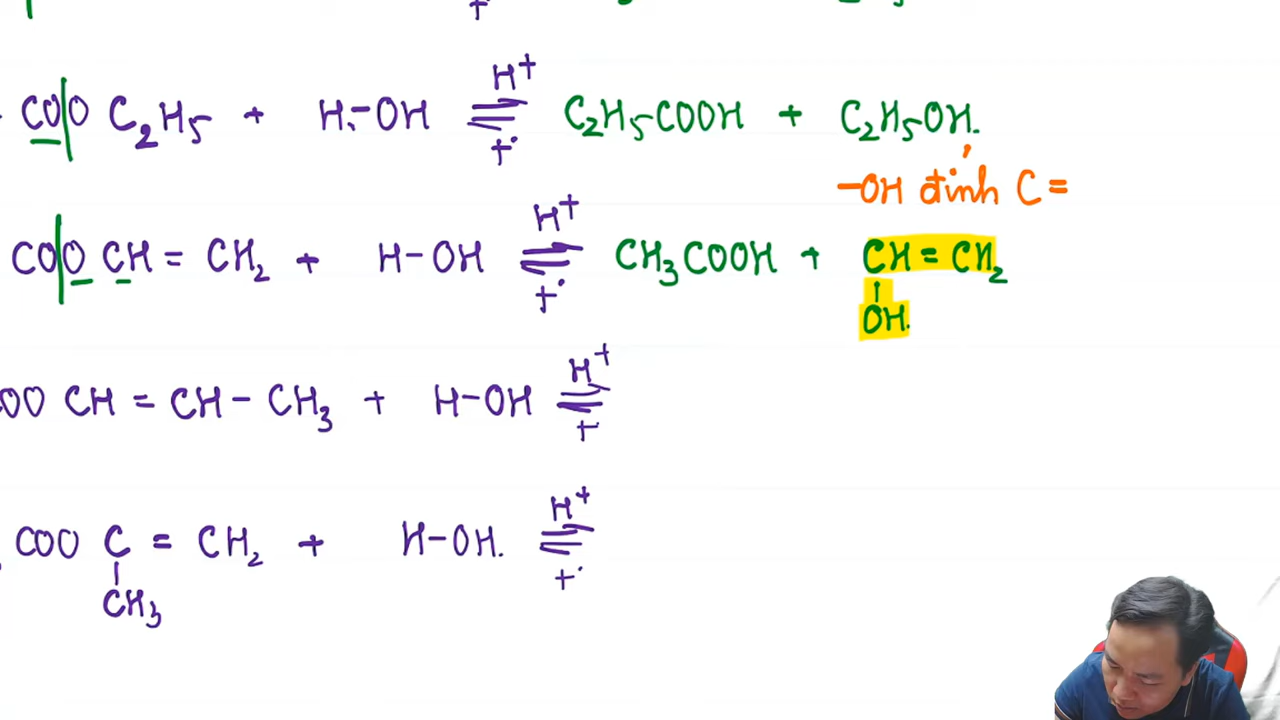 COO C₂H₅ + H-OH ⇌ H⁺ t° C₂H₅COOH + C₂H₅OH.
-OH đính C =
COO CH = CH₂ + H-OH ⇌ H⁺ t° CH₃COOH + CH = CH₂
OH.
COO CH = CH - CH₃ + H-OH ⇌ H⁺ t°
COO C = CH₂ + H-OH. ⇌ H⁺ t°
CH₃